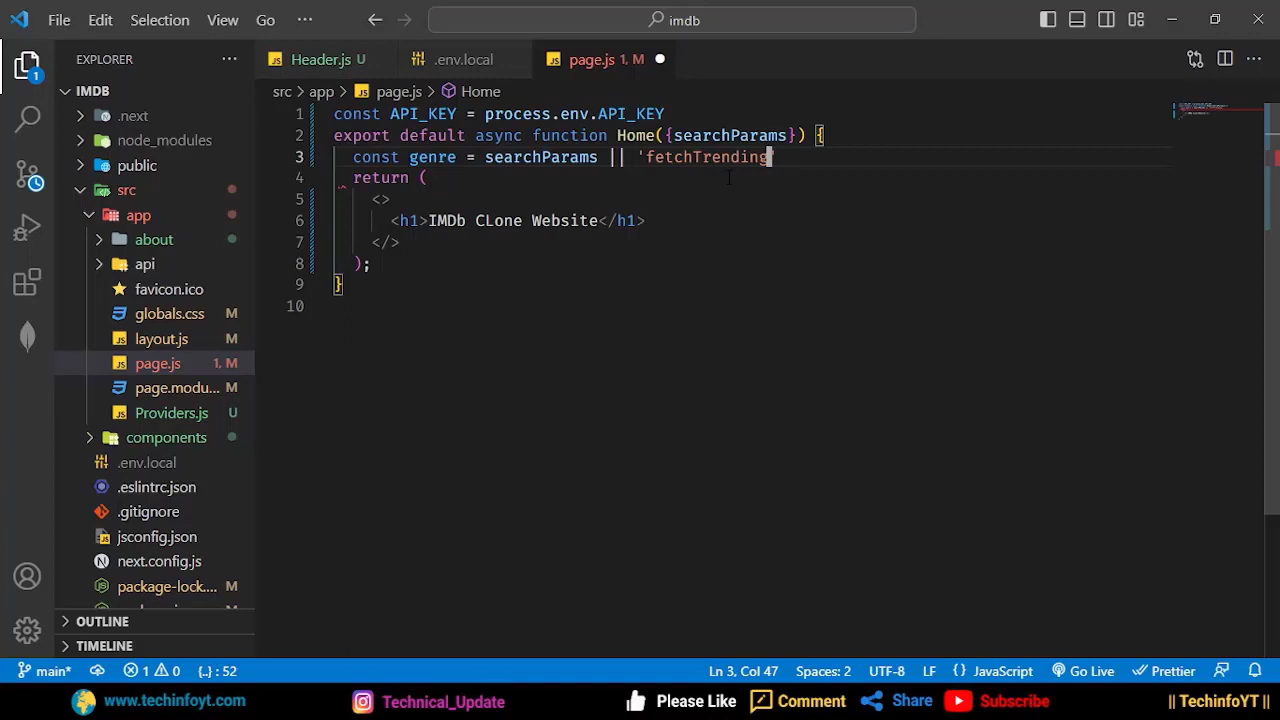 File Edit Selection View Go ··· imdb
EXPLORER ··· Header.js U .env.local page.js 1, M
IMDB
src > app > page.js > Home
.next
node_modules
public
src
app
about
api
favicon.ico
globals.css M
layout.js M
page.js 1, M
page.modu... M
Providers.js U
components
.env.local
.eslintrc.json
.gitignore
jsconfig.json
next.config.js
package-lock.... M
OUTLINE
TIMELINE
1
1 const API_KEY = process.env.API_KEY
2 export default async function Home({searchParams}) {
3 const genre = searchParams || 'fetchTrending'
4 return (
5 <>
6 <h1>IMDb CLone Website</h1>
7 </>
8 );
9 }
10
main* 1 0 {..} : 52 Ln 3, Col 47 Spaces: 2 UTF-8 LF {} JavaScript Go Live Prettier
www.techinfoyt.com Technical_Update Please Like Comment Share Subscribe || TechinfoYT ||